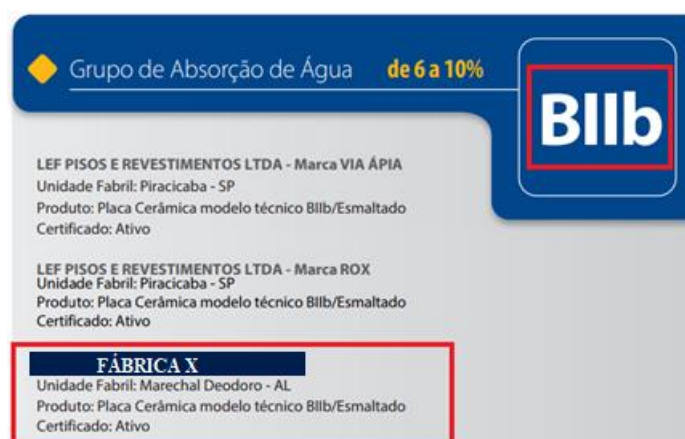 Grupo de Absorção de Água de 6 a 10%
BIIb
LEF PISOS E REVESTIMENTOS LTDA - Marca VIA ÁPIA
Unidade Fabril: Piracicaba - SP
Produto: Placa Cerâmica modelo técnico BIIb/Esmaltado
Certificado: Ativo
LEF PISOS E REVESTIMENTOS LTDA - Marca ROX
Unidade Fabril: Piracicaba - SP
Produto: Placa Cerâmica modelo técnico BIIb/Esmaltado
Certificado: Ativo
FÁBRICA X
Unidade Fabril: Marechal Deodoro - AL
Produto: Placa Cerâmica modelo técnico BIIb/Esmaltado
Certificado: Ativo